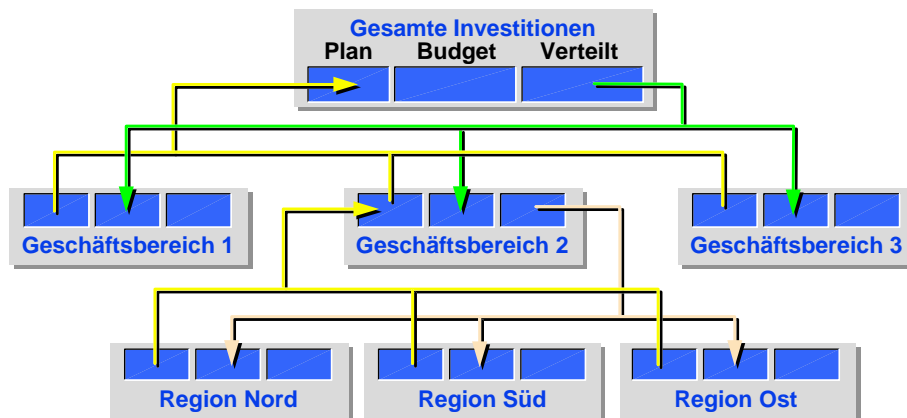 Gesamte Investitionen
Plan Budget Verteilt
Geschäftsbereich 1 Geschäftsbereich 2 Geschäftsbereich 3
Region Nord Region Süd Region Ost